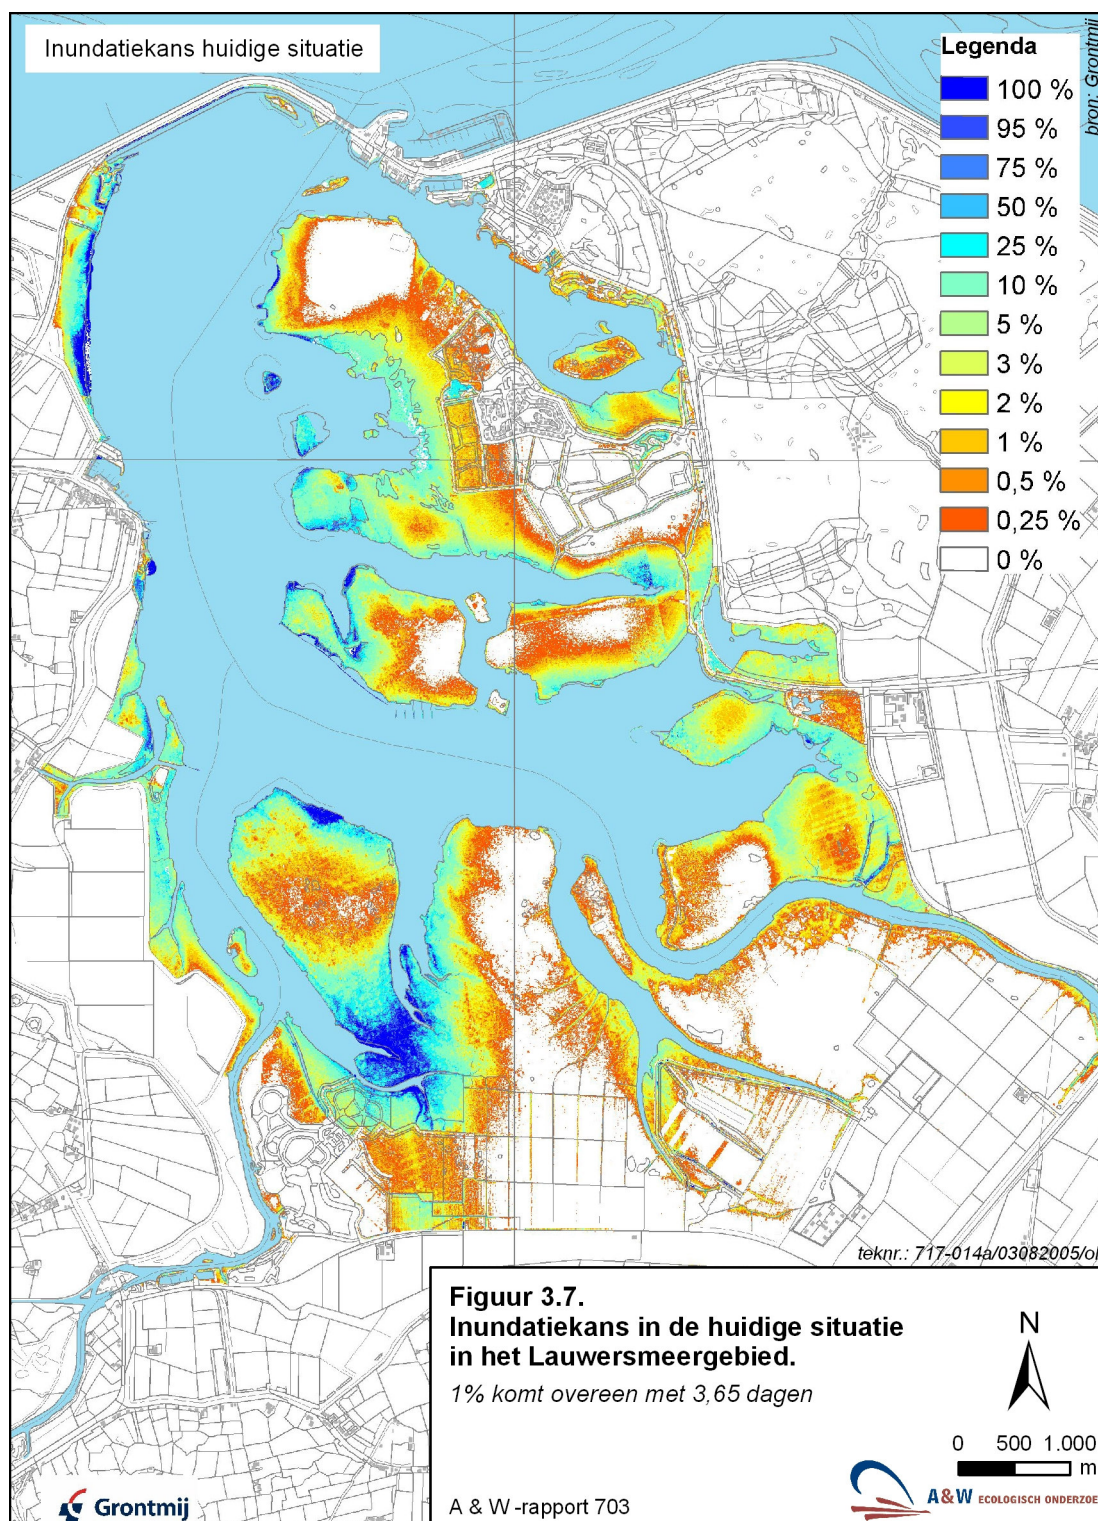 Inundatiekans huidige situatie
Legenda
100 %
95 %
75 %
50 %
25 %
10 %
5 %
3 %
2 %
1 %
0,5 %
0,25 %
0 %
bron: Grontmij
teknr.: 717-014a/03082005/ol
Figuur 3.7.
Inundatiekans in de huidige situatie
in het Lauwersmeergebied.
1% komt overeen met 3,65 dagen
N
0 500 1.000
m
A & W -rapport 703
A&W ECOLOGISCH ONDERZOE
Grontmij